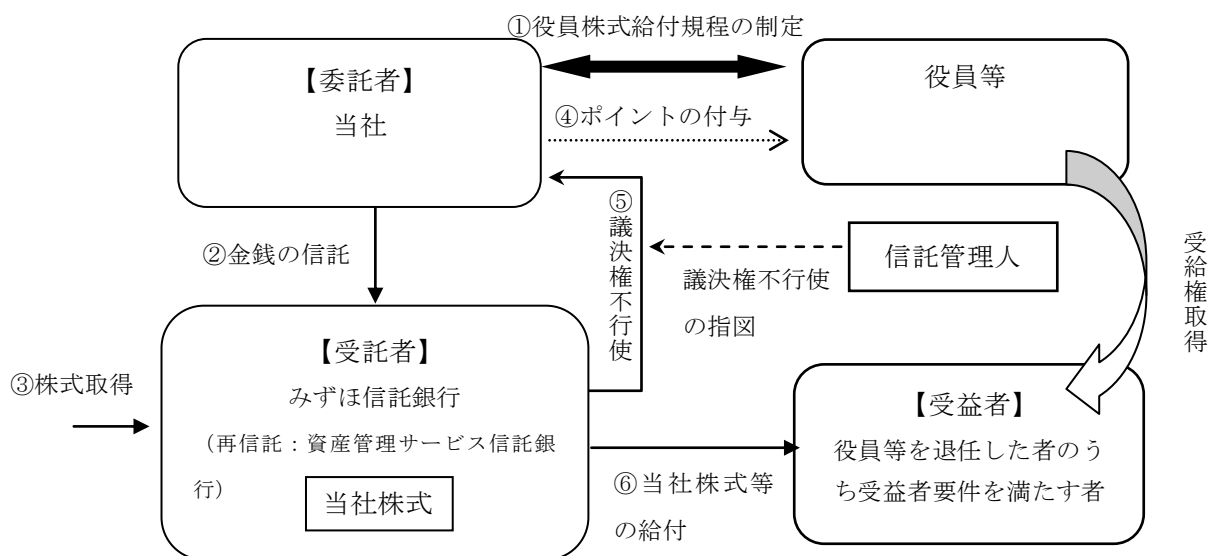 ①役員株式給付規程の制定
【委託者】
当社
役員等
④ポイントの付与
⑤議決権不行使
②金銭の信託
信託管理人
議決権不行使
の指図
受給権取得
③株式取得
【受託者】
みずほ信託銀行
（再信託：資産管理サービス信託銀
行）
当社株式
⑥当社株式等
の給付
【受益者】
役員等を退任した者のう
ち受益者要件を満たす者